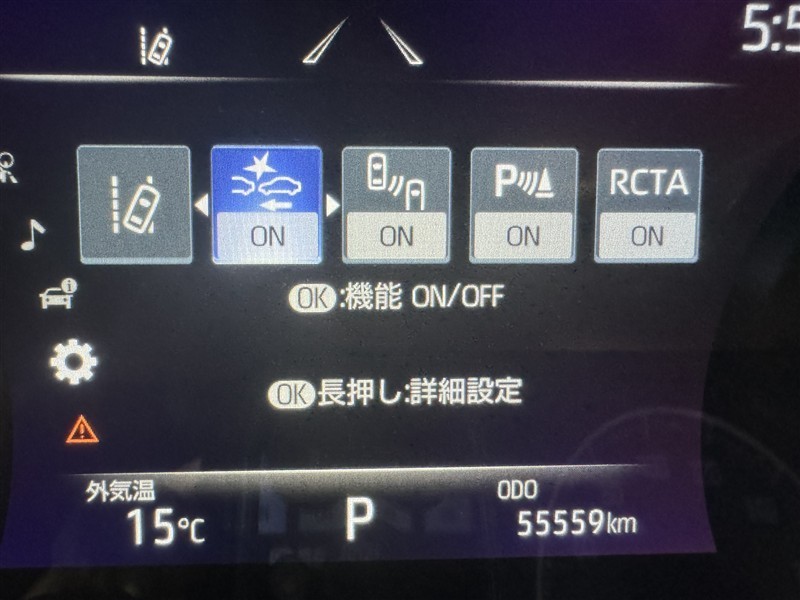 5:5
P RCTA
ON ON ON ON
OK:機能 ON/OFF
OK長押し:詳細設定
外気温 ODO
15℃ P 55559km